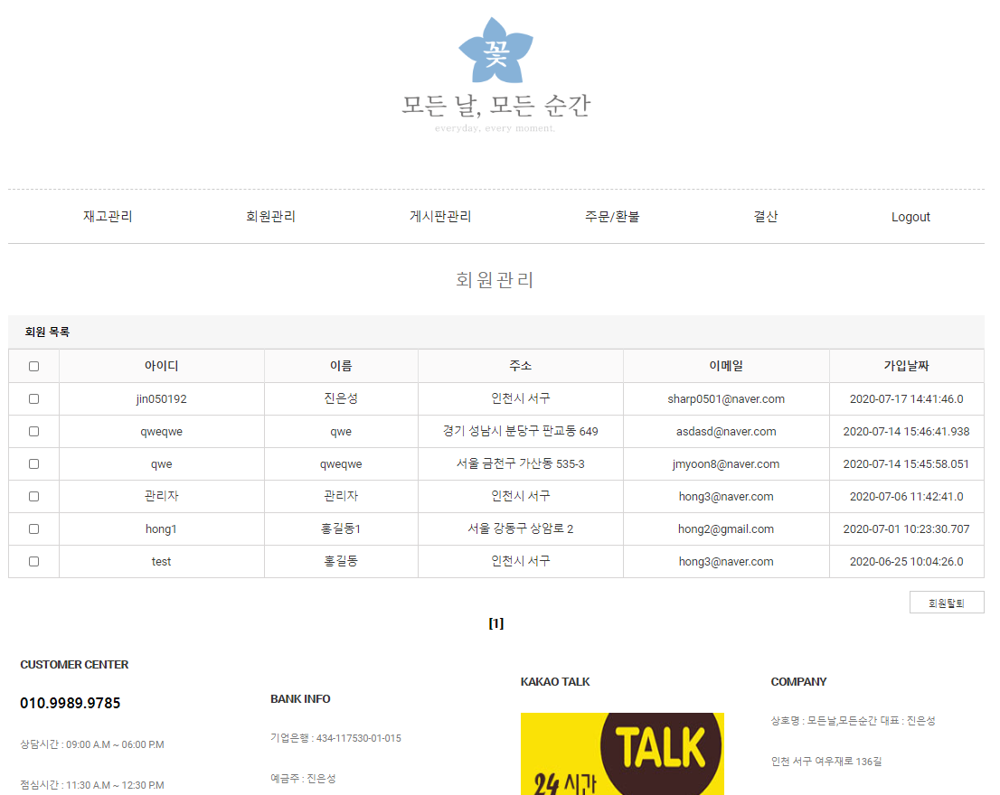 꽃
모든 날, 모든 순간
everyday, every moment.
재고관리 회원관리 게시판관리 주문/환불 결산 Logout
회원관리
회원 목록
아이디 이름 주소 이메일 가입날짜
jin050192 진은성 인천시 서구 sharp0501@naver.com 2020-07-17 14:41:46.0
qweqwe qwe 경기 성남시 분당구 판교동 649 asdasd@naver.com 2020-07-14 15:46:41.938
qwe qweqwe 서울 금천구 가산동 535-3 jmyoon8@naver.com 2020-07-14 15:45:58.051
관리자 관리자 인천시 서구 hong3@naver.com 2020-07-06 11:42:41.0
hong1 홍길동1 서울 강동구 상암로 2 hong2@gmail.com 2020-07-01 10:23:30.707
test 홍길동 인천시 서구 hong3@naver.com 2020-06-25 10:04:26.0
회원탈퇴
[1]
CUSTOMER CENTER
010.9989.9785
상담시간 : 09:00 A.M ~ 06:00 P.M
점심시간 : 11:30 A.M ~ 12:30 P.M
BANK INFO
기업은행 : 434-117530-01-015
예금주 : 진은성
KAKAO TALK
TALK
24시간
COMPANY
상호명 : 모든날,모든순간 대표 : 진은성
인천 서구 여우재로 136길